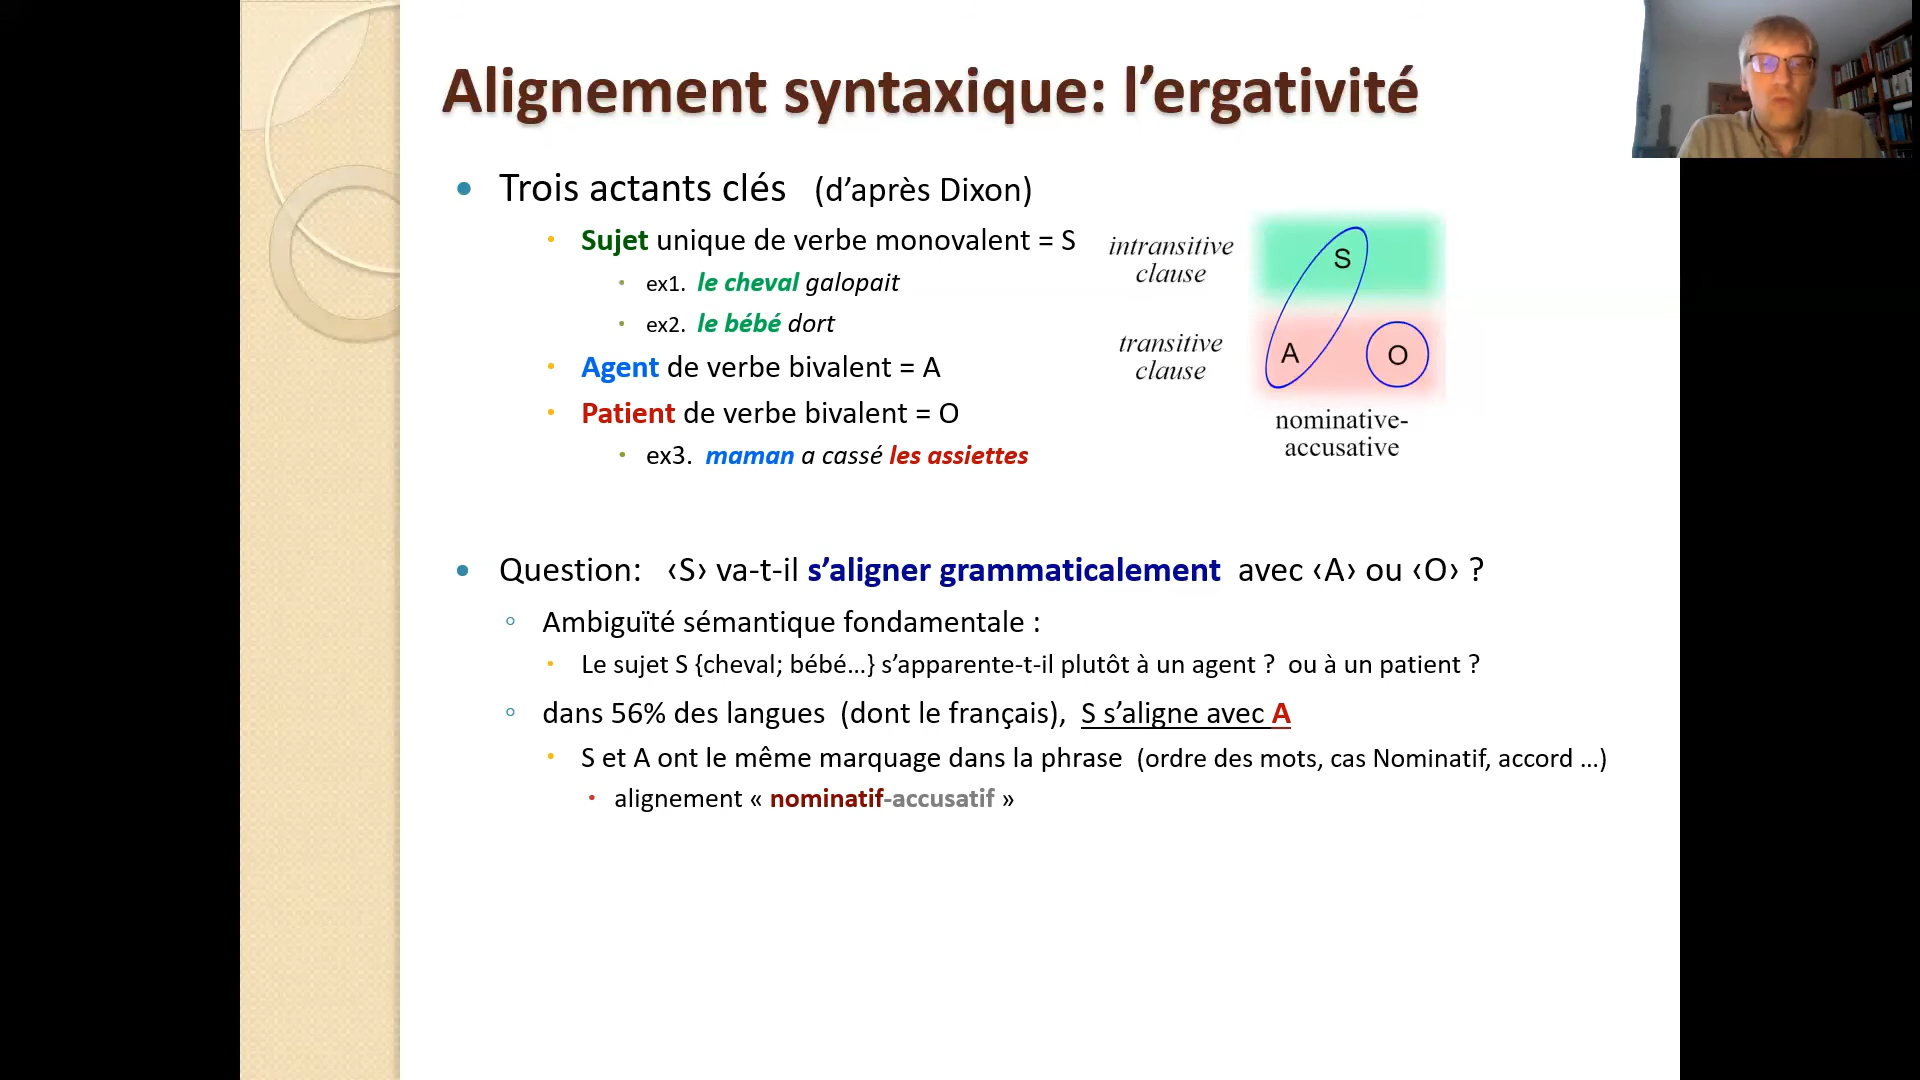 Alignement syntaxique: l’ergativité
• Trois actants clés (d’après Dixon)
• Sujet unique de verbe monovalent = S
• ex1. le cheval galopait
• ex2. le bébé dort
• Agent de verbe bivalent = A
• Patient de verbe bivalent = O
• ex3. maman a cassé les assiettes
intransitive
clause
S
transitive
clause
A
O
nominative-
accusative
• Question: ‹S› va-t-il s’aligner grammaticalement avec ‹A› ou ‹O› ?
◦ Ambiguïté sémantique fondamentale :
• Le sujet S {cheval; bébé…} s’apparente-t-il plutôt à un agent ? ou à un patient ?
◦ dans 56% des langues (dont le français), S s’aligne avec A
• S et A ont le même marquage dans la phrase (ordre des mots, cas Nominatif, accord …)
• alignement « nominatif-accusatif »